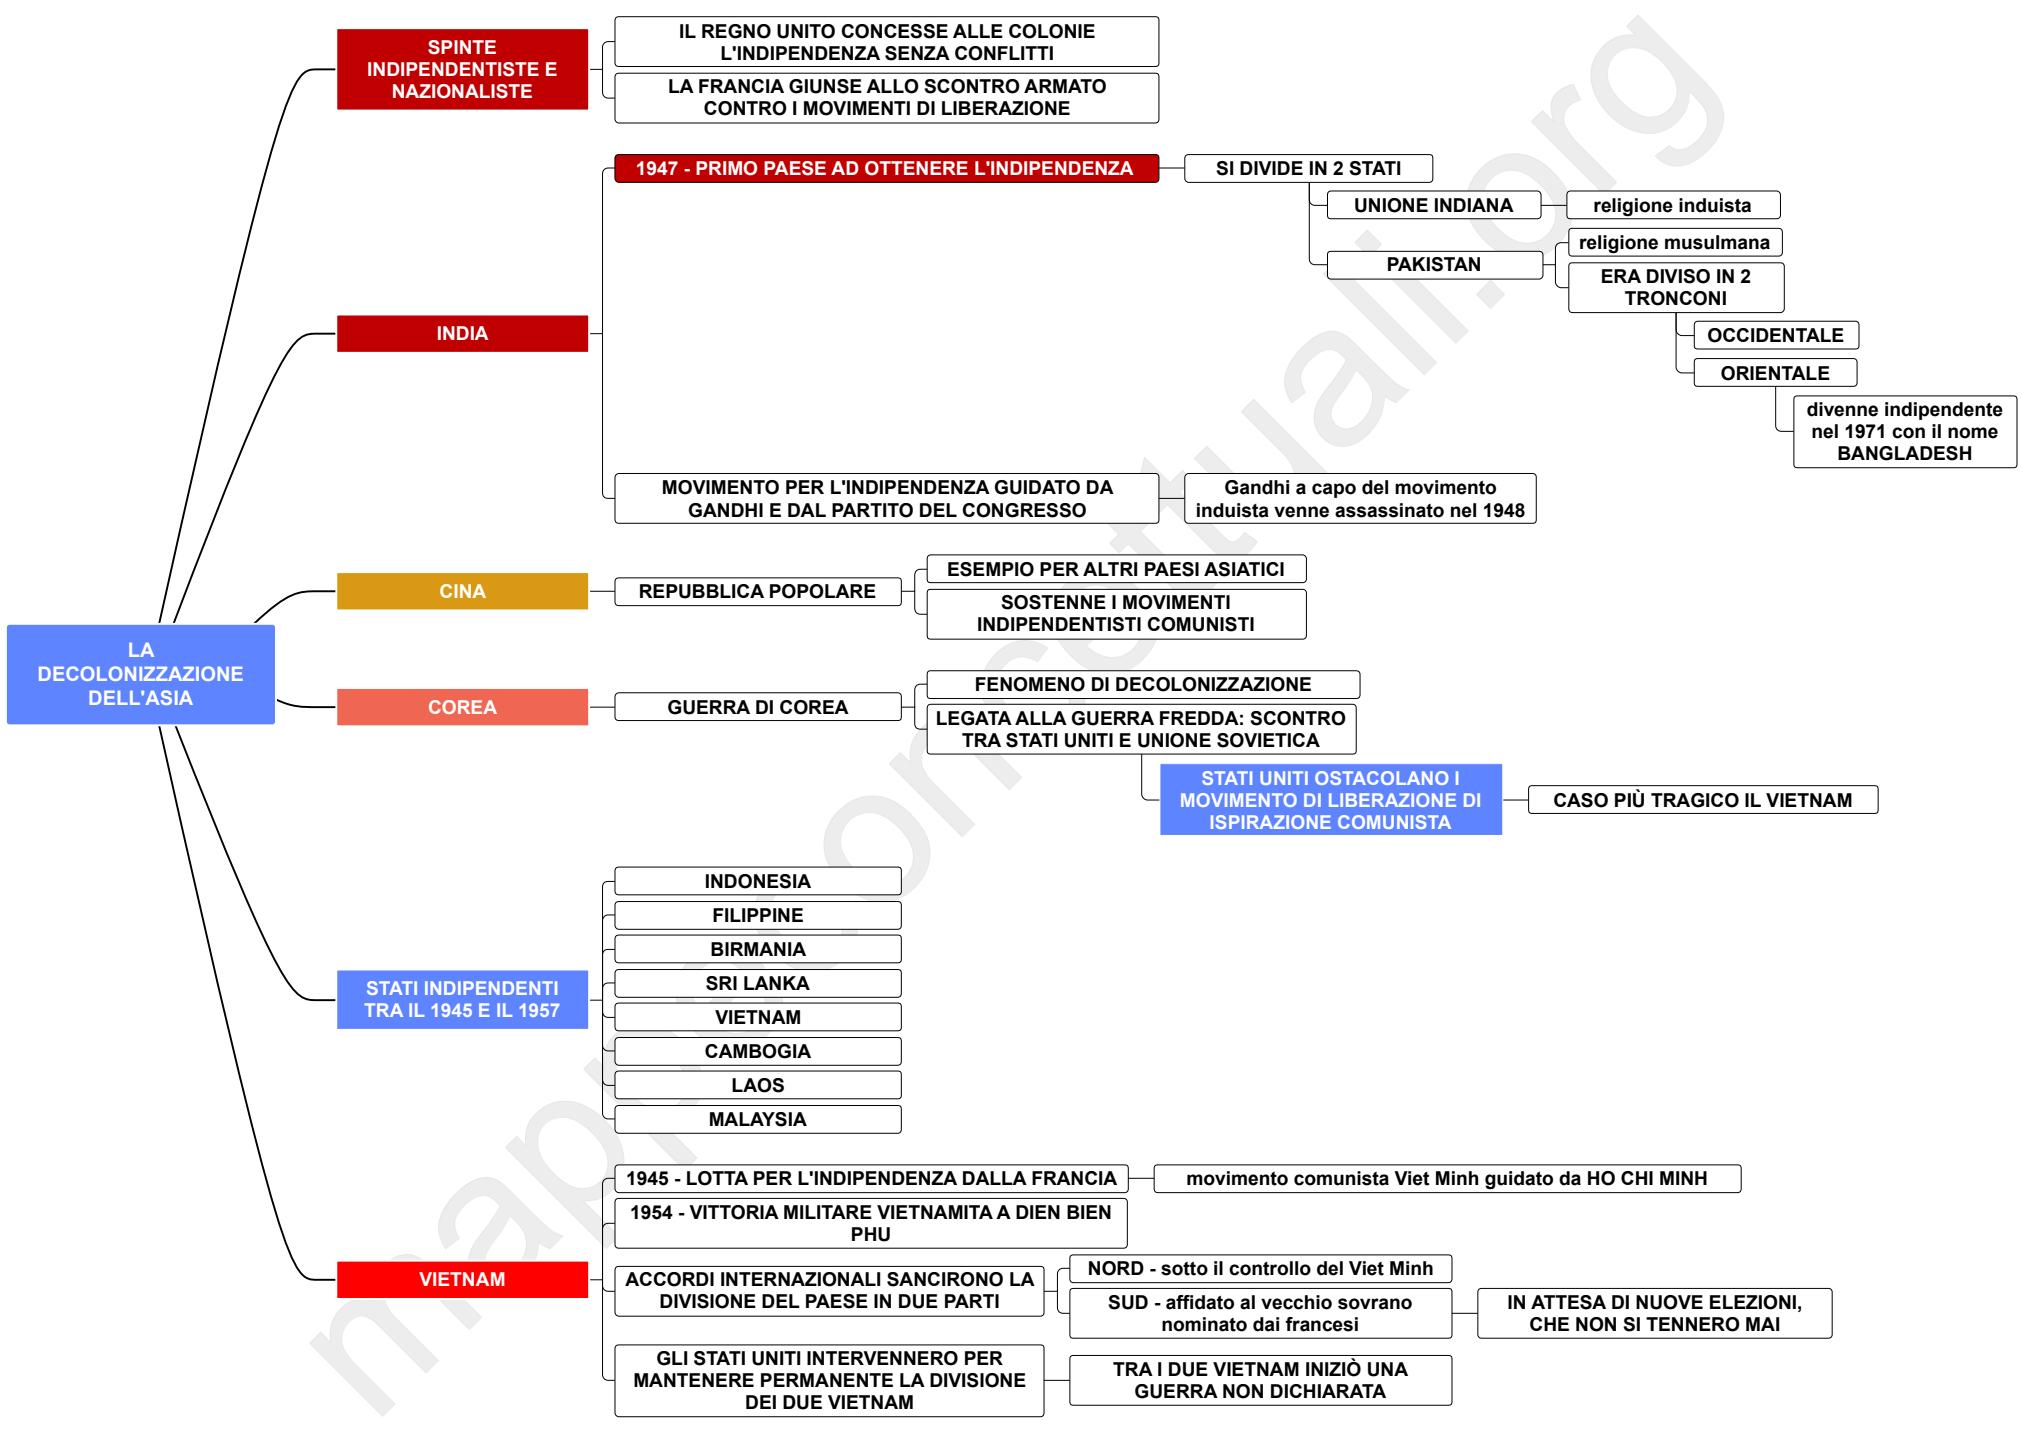 LA
DECOLONIZZAZIONE
DELL'ASIA
SPINTE
INDIPENDENTISTE E
NAZIONALISTE
IL REGNO UNITO CONCESSE ALLE COLONIE
L'INDIPENDENZA SENZA CONFLITTI
LA FRANCIA GIUNSE ALLO SCONTRO ARMATO
CONTRO I MOVIMENTI DI LIBERAZIONE
INDIA
1947 - PRIMO PAESE AD OTTENERE L'INDIPENDENZA
SI DIVIDE IN 2 STATI
UNIONE INDIANA
religione induista
PAKISTAN
religione musulmana
ERA DIVISO IN 2
TRONCONI
OCCIDENTALE
ORIENTALE
divenne indipendente
nel 1971 con il nome
BANGLADESH
MOVIMENTO PER L'INDIPENDENZA GUIDATO DA
GANDHI E DAL PARTITO DEL CONGRESSO
Gandhi a capo del movimento
induista venne assassinato nel 1948
CINA
REPUBBLICA POPOLARE
ESEMPIO PER ALTRI PAESI ASIATICI
SOSTENNE I MOVIMENTI
INDIPENDENTISTI COMUNISTI
COREA
GUERRA DI COREA
FENOMENO DI DECOLONIZZAZIONE
LEGATA ALLA GUERRA FREDDA: SCONTRO
TRA STATI UNITI E UNIONE SOVIETICA
STATI UNITI OSTACOLANO I
MOVIMENTO DI LIBERAZIONE DI
ISPIRAZIONE COMUNISTA
CASO PIÙ TRAGICO IL VIETNAM
STATI INDIPENDENTI
TRA IL 1945 E IL 1957
INDONESIA
FILIPPINE
BIRMANIA
SRI LANKA
VIETNAM
CAMBOGIA
LAOS
MALAYSIA
VIETNAM
1945 - LOTTA PER L'INDIPENDENZA DALLA FRANCIA
movimento comunista Viet Minh guidato da HO CHI MINH
1954 - VITTORIA MILITARE VIETNAMITA A DIEN BIEN
PHU
ACCORDI INTERNAZIONALI SANCIRONO LA
DIVISIONE DEL PAESE IN DUE PARTI
NORD - sotto il controllo del Viet Minh
SUD - affidato al vecchio sovrano
nominato dai francesi
IN ATTESA DI NUOVE ELEZIONI,
CHE NON SI TENNERO MAI
GLI STATI UNITI INTERVENNERO PER
MANTENERE PERMANENTE LA DIVISIONE
DEI DUE VIETNAM
TRA I DUE VIETNAM INIZIÒ UNA
GUERRA NON DICHIARATA
mappeconcettuali.org